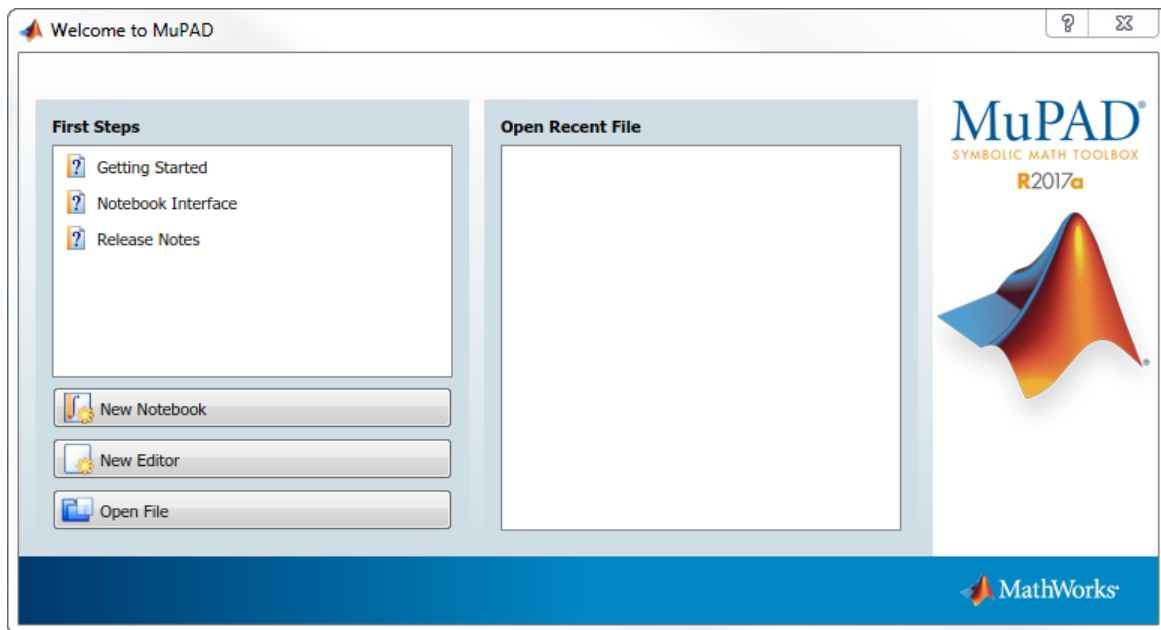 Welcome to MuPAD
First Steps
Getting Started
Notebook Interface
Release Notes
New Notebook
New Editor
Open File
Open Recent File
MuPAD®
SYMBOLIC MATH TOOLBOX
R2017a
MathWorks®